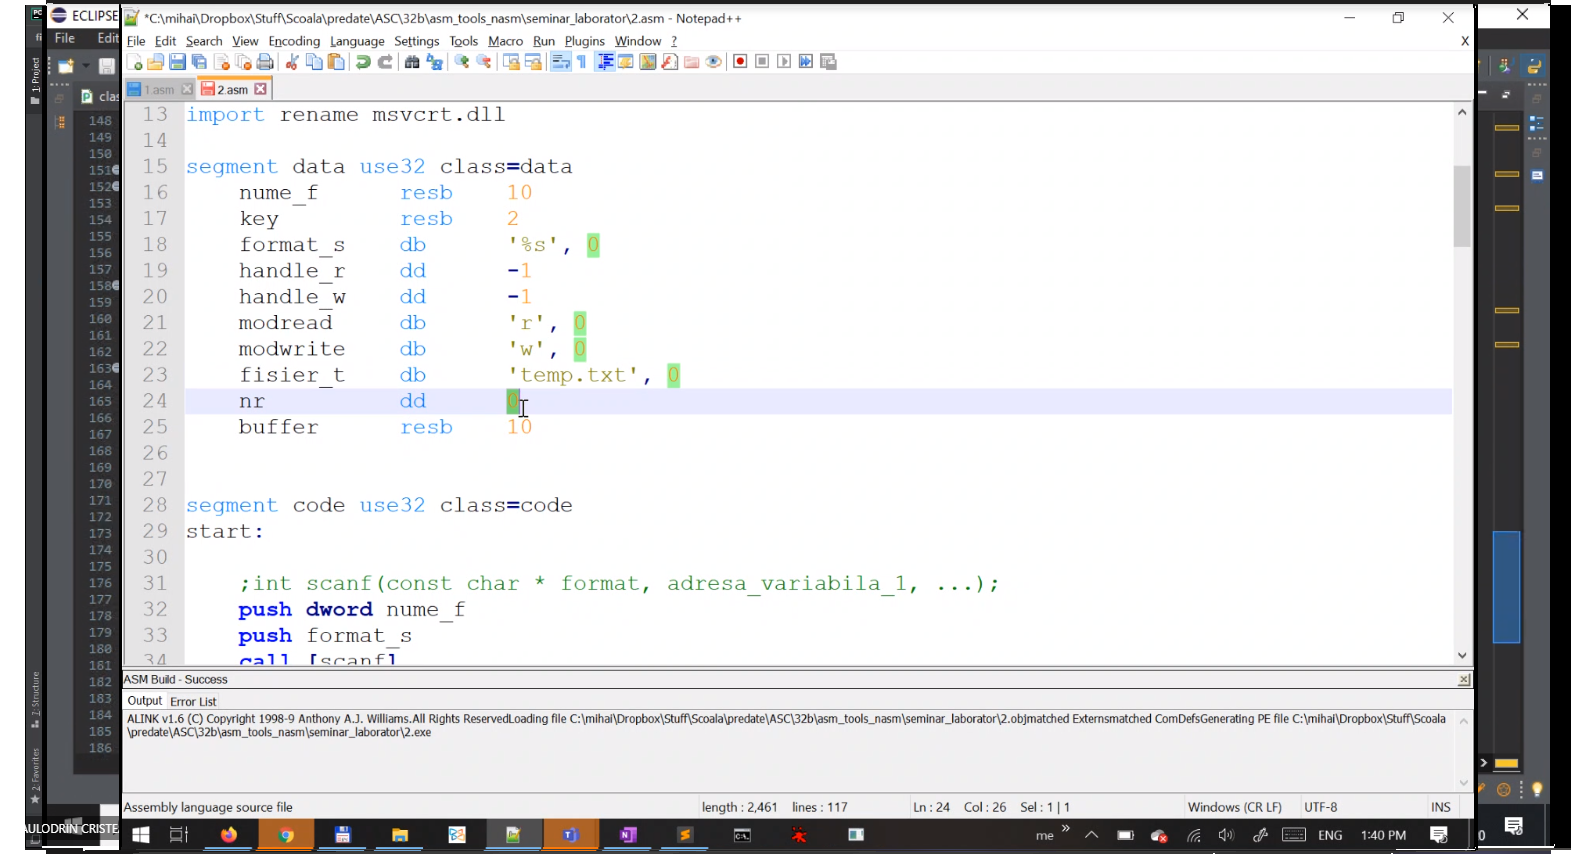 ECLIPSE
*C:\mihai\Dropbox\Stuff\Scoala\predate\ASC\32b\asm_tools_nasm\seminar_laborator\2.asm - Notepad++
File Edit
File Edit Search View Encoding Language Settings Tools Macro Run Plugins Window ?
X
1: Project
clas
1.asm 2.asm
13 import rename msvcrt.dll
14
15 segment data use32 class=data
16 nume_f resb 10
17 key resb 2
18 format_s db '%s', 0
19 handle_r dd -1
20 handle_w dd -1
21 modread db 'r', 0
22 modwrite db 'w', 0
23 fisier_t db 'temp.txt', 0
24 nr dd 0
25 buffer resb 10
26
27
28 segment code use32 class=code
29 start:
30
31 ;int scanf(const char * format, adresa_variabila_1, ...);
32 push dword nume_f
33 push format_s
34 call [scanf]
148
149
150
151
152
153
154
155
156
157
158
159
160
161
162
163
164
165
166
167
168
169
170
171
172
173
174
175
176
177
178
179
180
181
182
183
184
185
186
7: Structure
2: Favorites
ASM Build - Success
Output Error List
ALINK v1.6 (C) Copyright 1998-9 Anthony A.J. Williams.All Rights ReservedLoading file C:\mihai\Dropbox\Stuff\Scoala\predate\ASC\32b\asm_tools_nasm\seminar_laborator\2.objmatched Externsmatched ComDefsGenerating PE file C:\mihai\Dropbox\Stuff\Scoala
\predate\ASC\32b\asm_tools_nasm\seminar_laborator\2.exe
Assembly language source file length : 2,461 lines : 117 Ln : 24 Col : 26 Sel : 1 | 1 Windows (CR LF) UTF-8 INS
AULODRIN CRISTE
me ENG 1:40 PM